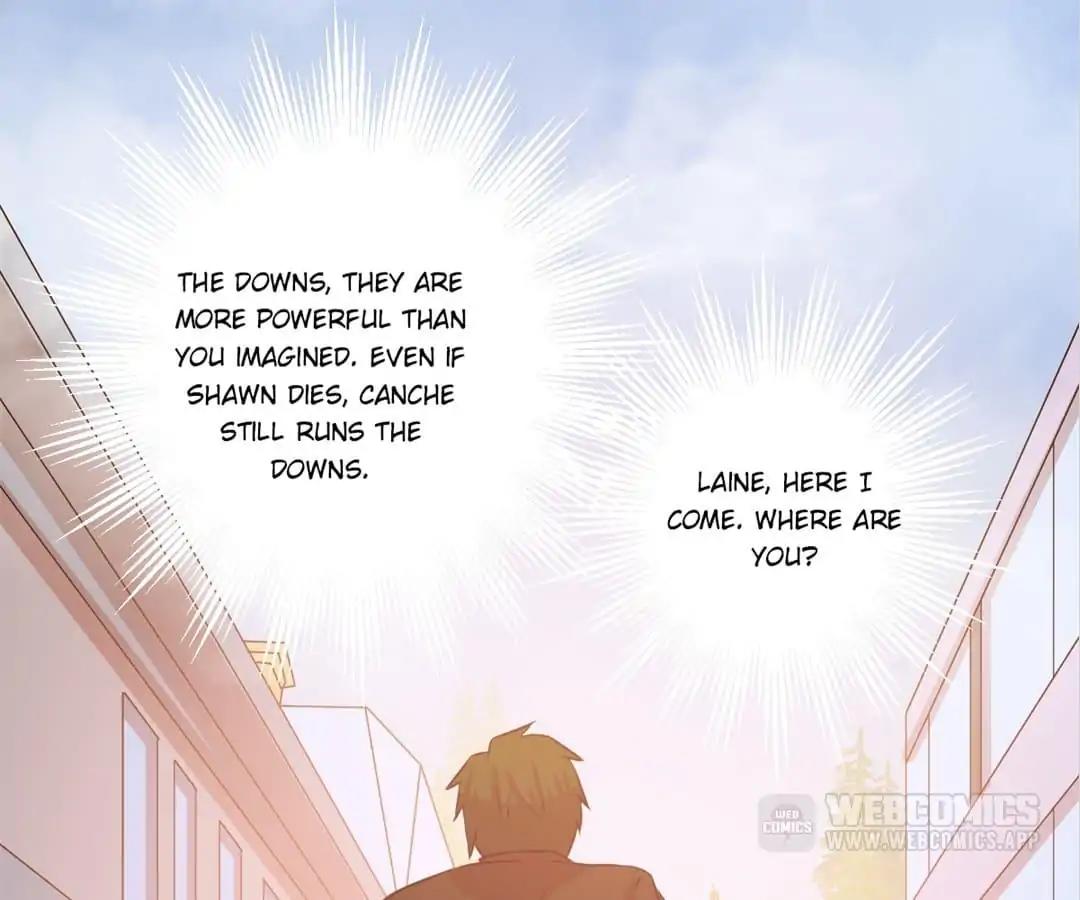 THE DOWNS, THEY ARE
MORE POWERFUL THAN
YOU IMAGINED. EVEN IF
SHAWN DIES, CANCHE
STILL RUNS THE
DOWNS.
LAINE, HERE I
COME. WHERE ARE
YOU?
WEB
COMICS
WEBCOMICS
WWW.WEBCOMICS.APP